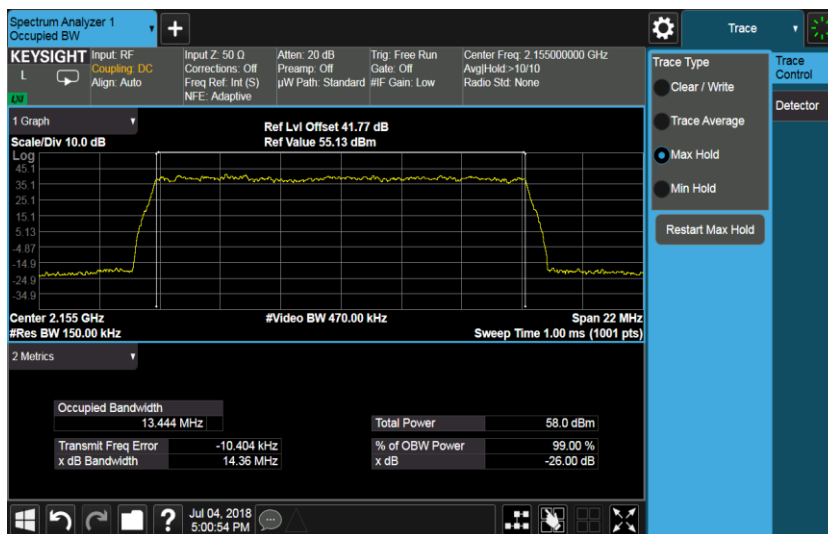 Spectrum Analyzer 1
Occupied BW
+
Trace
KEYSIGHT
L
LXI
Input: RF
Coupling: DC
Align: Auto
Input Z: 50 Ω
Corrections: Off
Freq Ref: Int (S)
NFE: Adaptive
Atten: 20 dB
Preamp: Off
µW Path: Standard
Trig: Free Run
Gate: Off
#IF Gain: Low
Center Freq: 2.155000000 GHz
Avg|Hold:>10/10
Radio Std: None
1 Graph
Scale/Div 10.0 dB
Ref Lvl Offset 41.77 dB
Ref Value 55.13 dBm
Log
45.1
35.1
25.1
15.1
5.13
-4.87
-14.9
-24.9
-34.9
Center 2.155 GHz
#Res BW 150.00 kHz
#Video BW 470.00 kHz
Span 22 MHz
Sweep Time 1.00 ms (1001 pts)
2 Metrics
Occupied Bandwidth
13.444 MHz
Total Power 58.0 dBm
Transmit Freq Error -10.404 kHz
% of OBW Power 99.00 %
x dB Bandwidth 14.36 MHz
x dB -26.00 dB
?
Jul 04, 2018
5:00:54 PM
Trace Type
Clear / Write
Trace Average
Max Hold
Min Hold
Restart Max Hold
Trace
Control
Detector